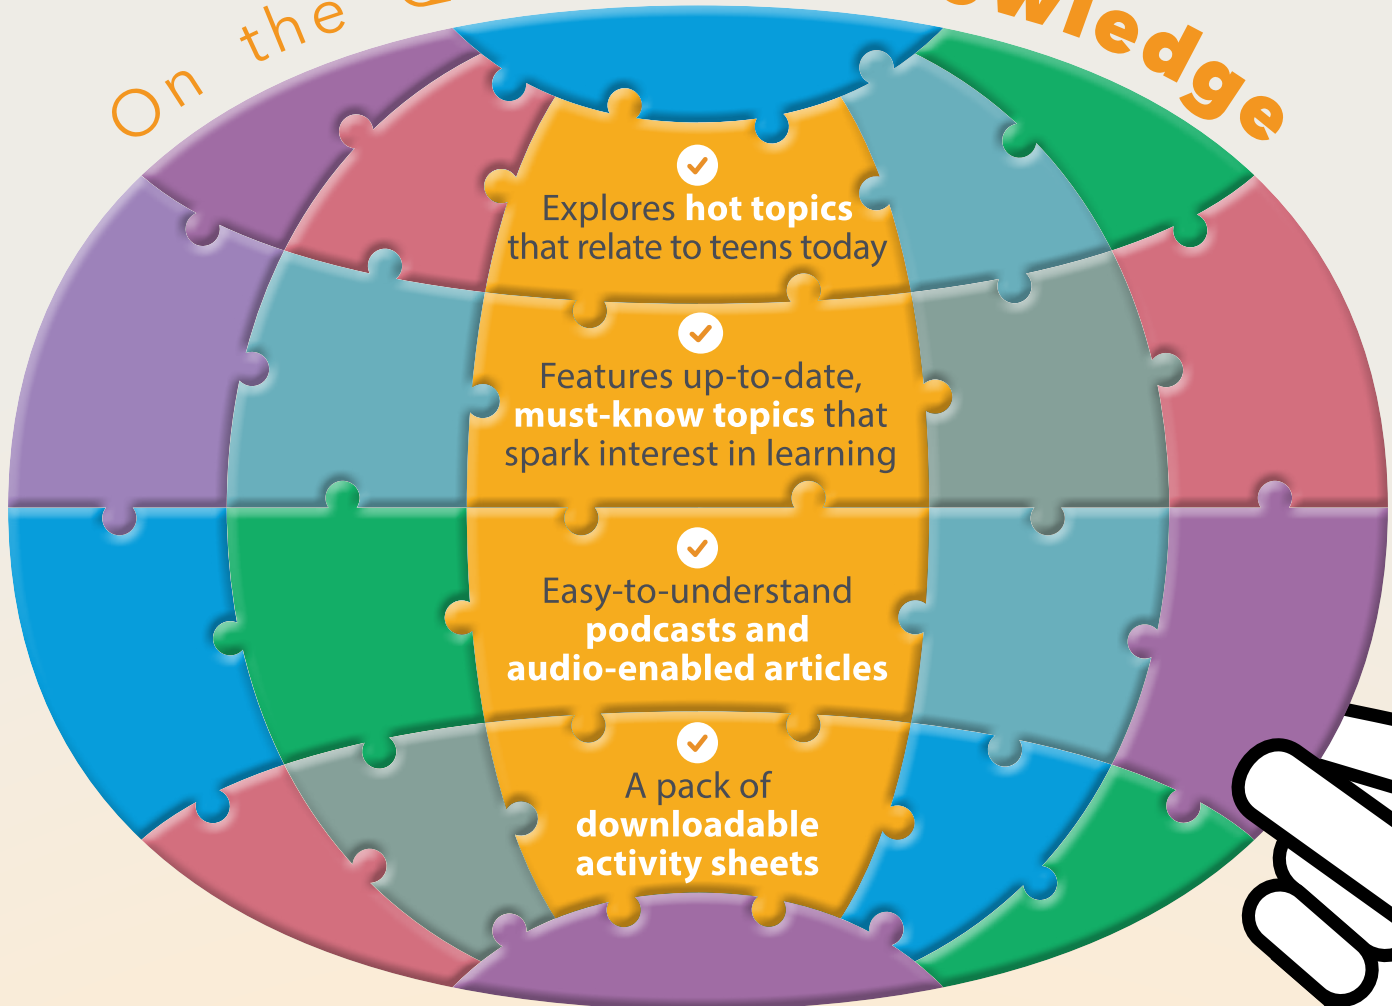 On the
owledge
Explores hot topics
that relate to teens today
Features up-to-date,
must-know topics that
spark interest in learning
Easy-to-understand
podcasts and
audio-enabled articles
A pack of
downloadable
activity sheets